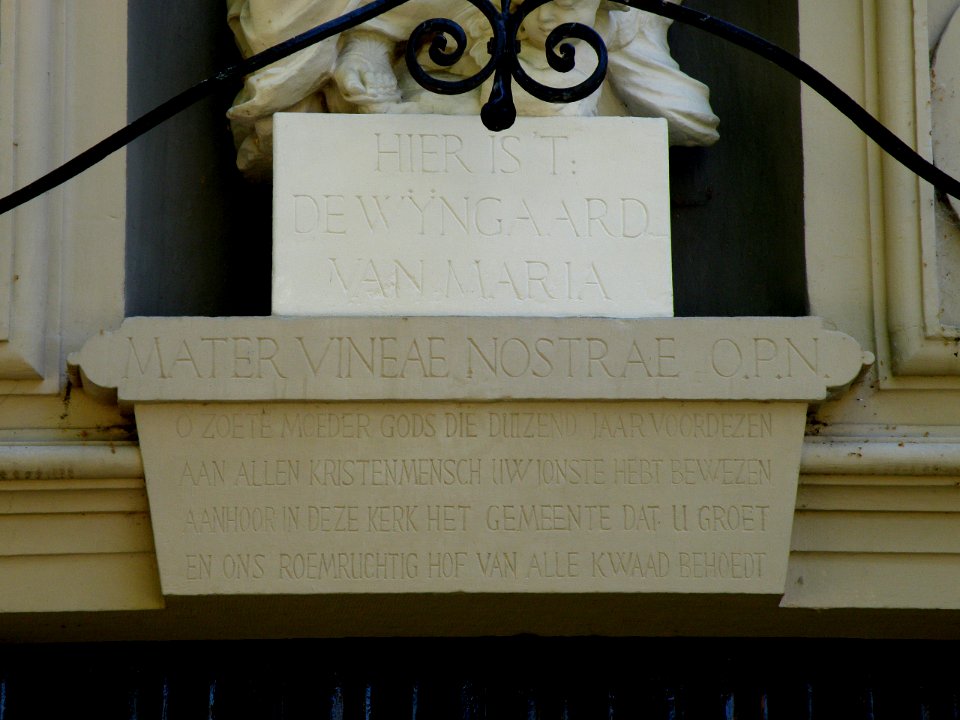 HIER IS 'T:
DE WŸNGAARD
VAN MARIA
MATER VINEAE NOSTRAE O.P.N.
O ZOETE MOEDER GODS DIE DUIZEND JAAR VOORDEZEN
AAN ALLEN KRISTENMENSCH UW JONSTE HEBT BEWEZEN
AANHOOR IN DEZE KERK HET GEMEENTE DAT U GROET
EN ONS ROEMRUCHTIG HOF VAN ALLE KWAAD BEHOEDT